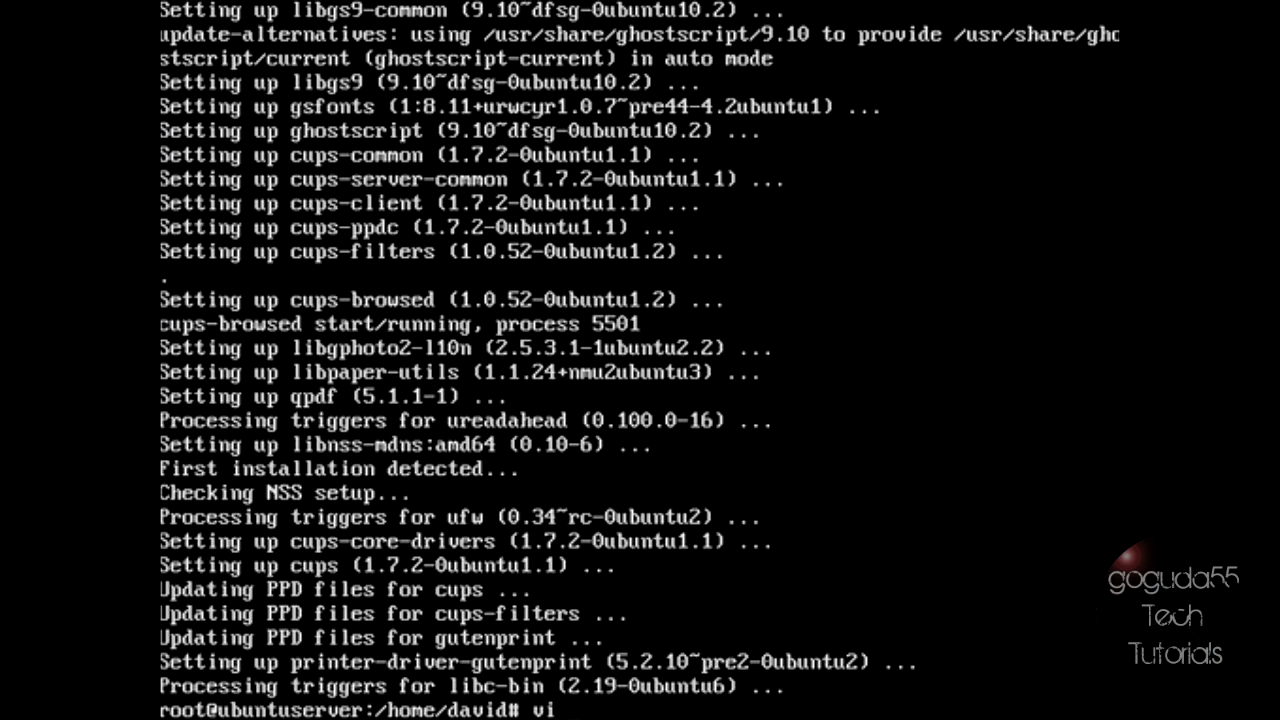 Setting up libgs9-common (9.10~dfsg-0ubuntu10.2) ...
update-alternatives: using /usr/share/ghostscript/9.10 to provide /usr/share/gho
stscript/current (ghostscript-current) in auto mode
Setting up libgs9 (9.10~dfsg-0ubuntu10.2) ...
Setting up gsfonts (1:8.11+urwcyr1.0.7~pre44-4.2ubuntu1) ...
Setting up ghostscript (9.10~dfsg-0ubuntu10.2) ...
Setting up cups-common (1.7.2-0ubuntu1.1) ...
Setting up cups-server-common (1.7.2-0ubuntu1.1) ...
Setting up cups-client (1.7.2-0ubuntu1.1) ...
Setting up cups-ppdc (1.7.2-0ubuntu1.1) ...
Setting up cups-filters (1.0.52-0ubuntu1.2) ...
.
Setting up cups-browsed (1.0.52-0ubuntu1.2) ...
cups-browsed start/running, process 5501
Setting up libgphoto2-l10n (2.5.3.1-1ubuntu2.2) ...
Setting up libpaper-utils (1.1.24+nmu2ubuntu3) ...
Setting up qpdf (5.1.1-1) ...
Processing triggers for ureadahead (0.100.0-16) ...
Setting up libnss-mdns:amd64 (0.10-6) ...
First installation detected...
Checking NSS setup...
Processing triggers for ufw (0.34~rc-0ubuntu2) ...
Setting up cups-core-drivers (1.7.2-0ubuntu1.1) ...
Setting up cups (1.7.2-0ubuntu1.1) ...
Updating PPD files for cups ...
Updating PPD files for cups-filters ...
Updating PPD files for gutenprint ...
Setting up printer-driver-gutenprint (5.2.10~pre2-0ubuntu2) ...
Processing triggers for libc-bin (2.19-0ubuntu6) ...
root@ubuntuserver:/home/david# vi
goguda55
Tech
Tutorials